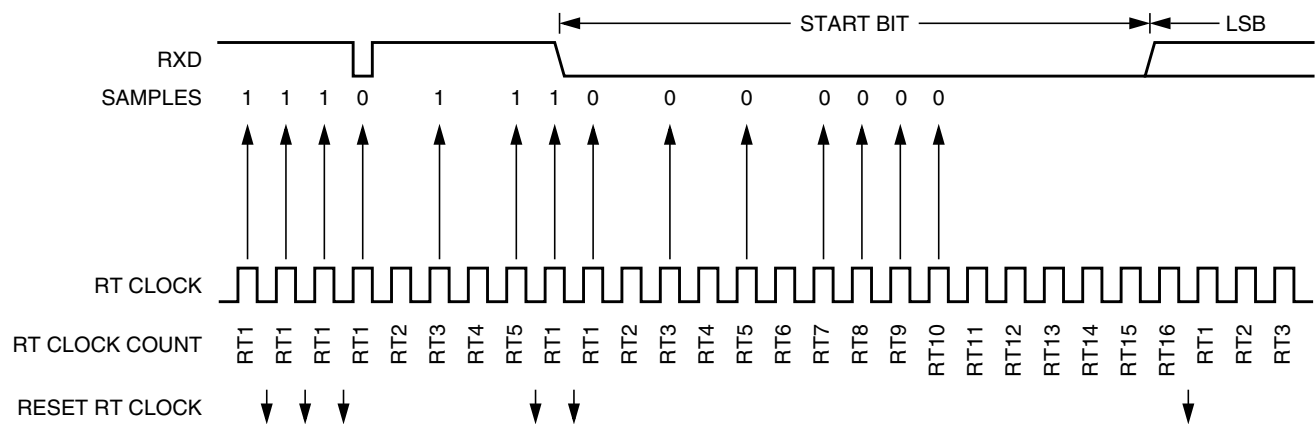 START BIT LSB
RXD
SAMPLES 1 1 1 0 1 1 1 0 0 0 0 0 0 0
RT CLOCK
RT CLOCK COUNT RT1 RT1 RT1 RT1 RT2 RT3 RT4 RT5 RT1 RT1 RT2 RT3 RT4 RT5 RT6 RT7 RT8 RT9 RT10 RT11 RT12 RT13 RT14 RT15 RT16 RT1 RT2 RT3
RESET RT CLOCK